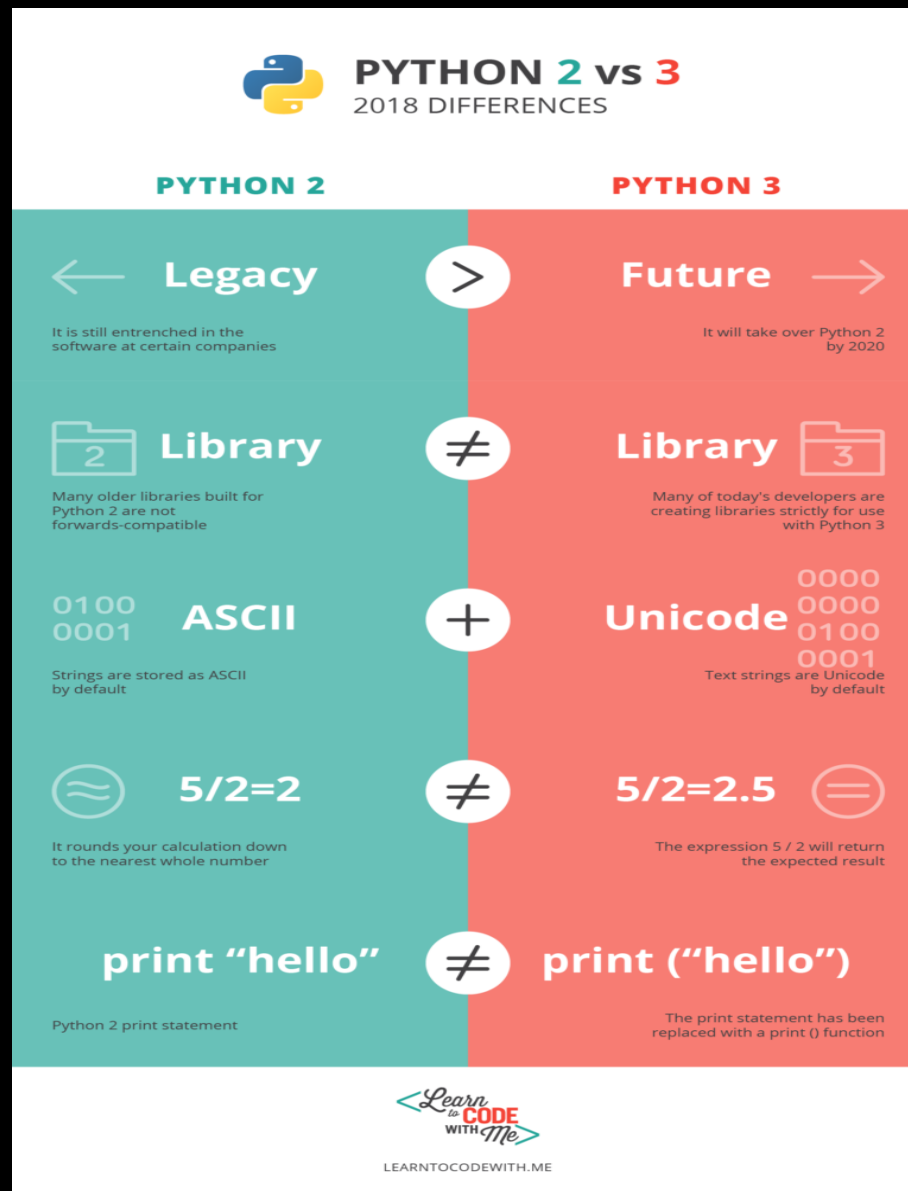 PYTHON 2 vs 3
2018 DIFFERENCES
PYTHON 2
PYTHON 3
Legacy
>
Future
It is still entrenched in the
software at certain companies
It will take over Python 2
by 2020
2
Library
≠
Library
3
Many older libraries built for
Python 2 are not
forwards-compatible
Many of today's developers are
creating libraries strictly for use
with Python 3
0100
0001
ASCII
+
Unicode
0000
0000
0100
0001
Strings are stored as ASCII
by default
Text strings are Unicode
by default
5/2=2
≠
5/2=2.5
It rounds your calculation down
to the nearest whole number
The expression 5 / 2 will return
the expected result
print “hello”
≠
print (“hello”)
Python 2 print statement
The print statement has been
replaced with a print () function
<Learn
to CODE
WITH Me>
LEARNTOCODEWITH.ME